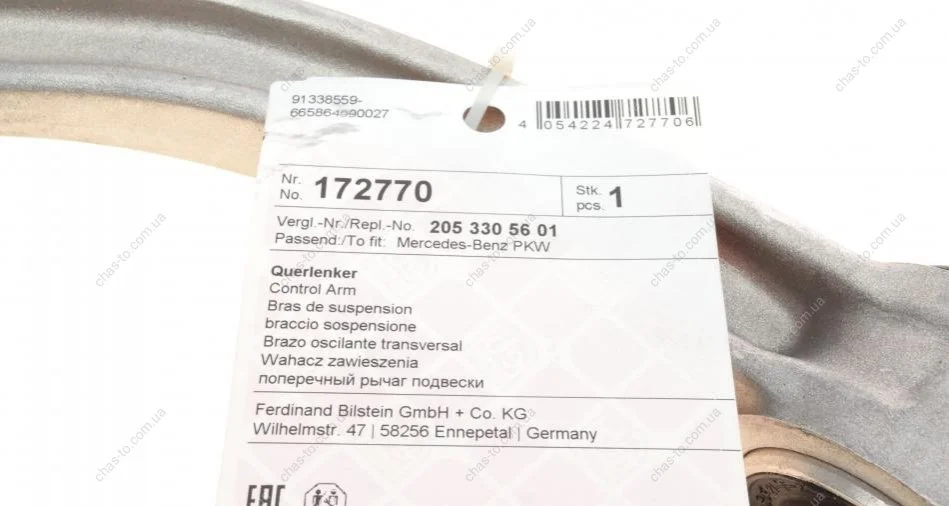 91338559-
665864690027
4 054224 727706
Nr.
No. 172770
Stk.
pcs. 1
Vergl.-Nr./Repl.-No. 205 330 56 01
Passend:/To fit: Mercedes-Benz PKW
Querlenker
Control Arm
Bras de suspension
braccio sospensione
Brazo oscilante transversal
Wahacz zawieszenia
поперечный рычаг подвески
Ferdinand Bilstein GmbH + Co. KG
Wilhelmstr. 47 | 58256 Ennepetal | Germany
EAC
chas-to.com.ua